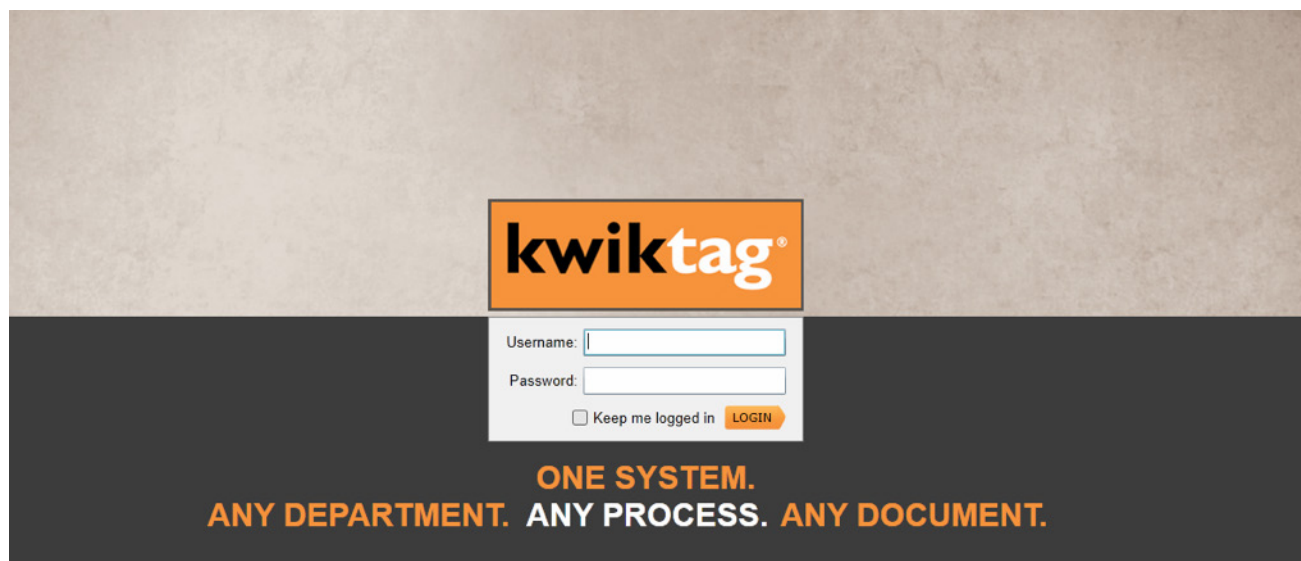 kwiktag®
Username:
Password:
Keep me logged in LOGIN
ONE SYSTEM.
ANY DEPARTMENT. ANY PROCESS. ANY DOCUMENT.